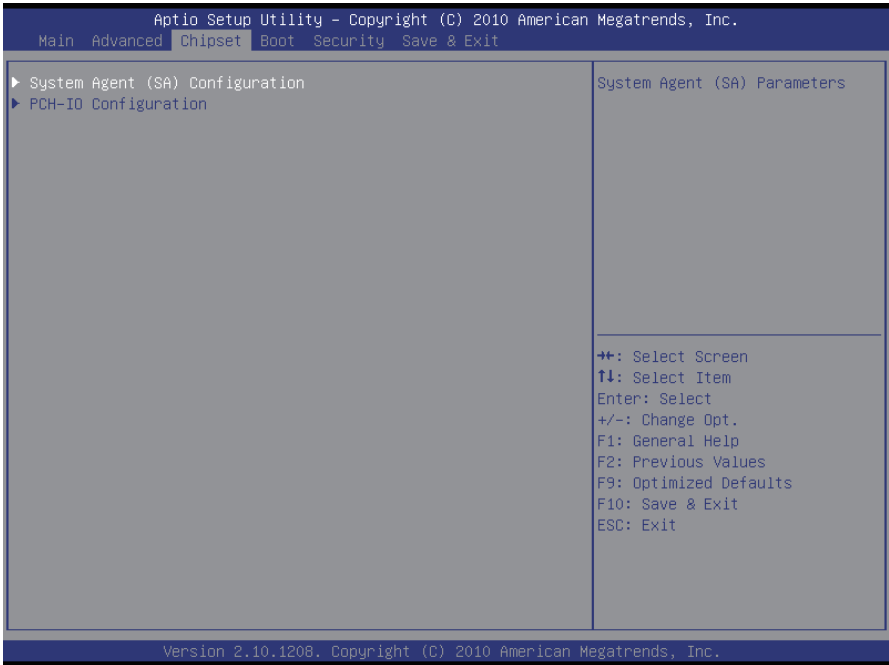 Aptio Setup Utility – Copyright (C) 2010 American Megatrends, Inc.
Main Advanced Chipset Boot Security Save & Exit
▶ System Agent (SA) Configuration
▶ PCH-IO Configuration
System Agent (SA) Parameters
→←: Select Screen
↑↓: Select Item
Enter: Select
+/-: Change Opt.
F1: General Help
F2: Previous Values
F9: Optimized Defaults
F10: Save & Exit
ESC: Exit
Version 2.10.1208. Copyright (C) 2010 American Megatrends, Inc.